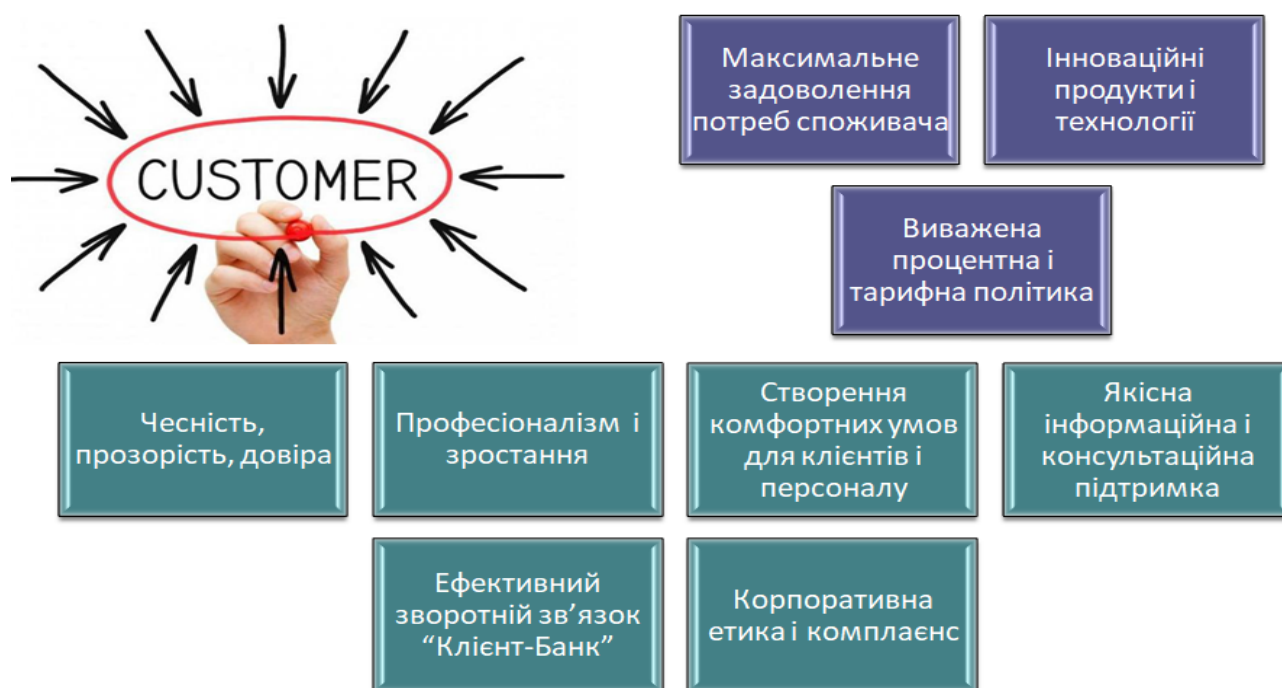 CUSTOMER
Максимальне
задоволення
потреб споживача
Інноваційні
продукти і
технології
Виважена
процентна і
тарифна політика
Чесність,
прозорість, довіра
Професіоналізм і
зростання
Створення
комфортних умов
для клієнтів і
персоналу
Якісна
інформаційна і
консультаційна
підтримка
Ефективний
зворотній зв’язок
“Клієнт-Банк”
Корпоративна
етика і комплаєнс